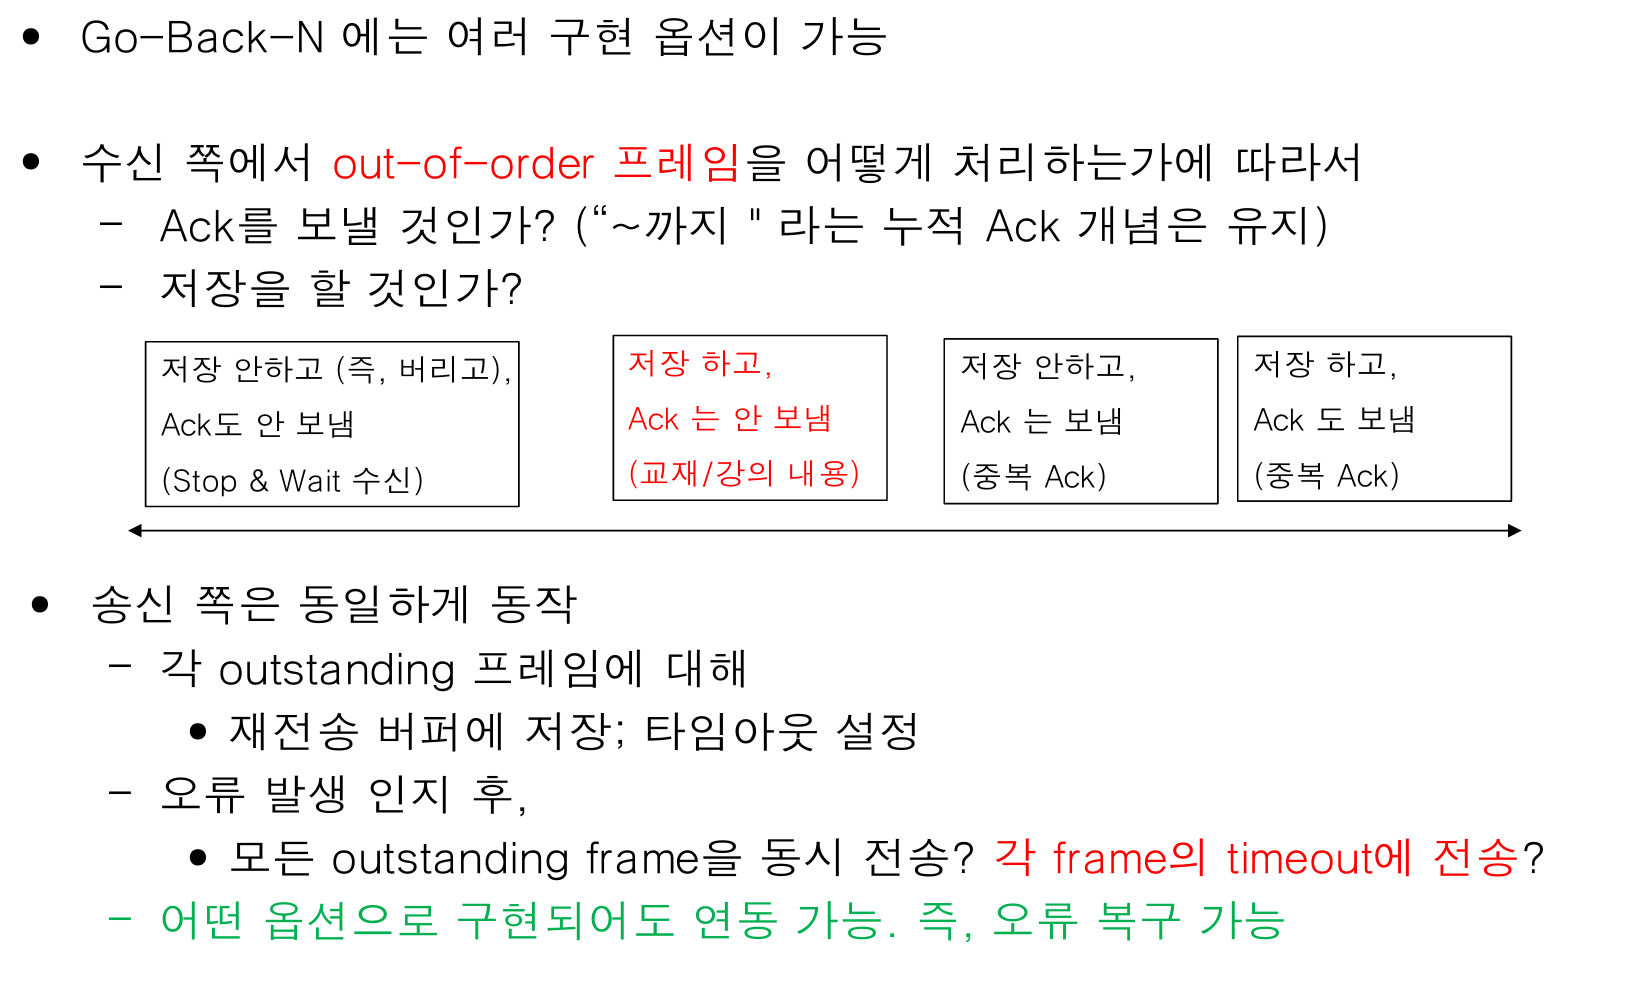 • Go-Back-N 에는 여러 구현 옵션이 가능
• 수신 쪽에서 out-of-order 프레임을 어떻게 처리하는가에 따라서
- Ack를 보낼 것인가? (“~까지 " 라는 누적 Ack 개념은 유지)
- 저장을 할 것인가?
저장 안하고 (즉, 버리고),
Ack도 안 보냄
(Stop & Wait 수신)
저장 하고,
Ack 는 안 보냄
(교재/강의 내용)
저장 안하고,
Ack 는 보냄
(중복 Ack)
저장 하고,
Ack 도 보냄
(중복 Ack)
• 송신 쪽은 동일하게 동작
- 각 outstanding 프레임에 대해
• 재전송 버퍼에 저장; 타임아웃 설정
- 오류 발생 인지 후,
• 모든 outstanding frame을 동시 전송? 각 frame의 timeout에 전송?
- 어떤 옵션으로 구현되어도 연동 가능. 즉, 오류 복구 가능